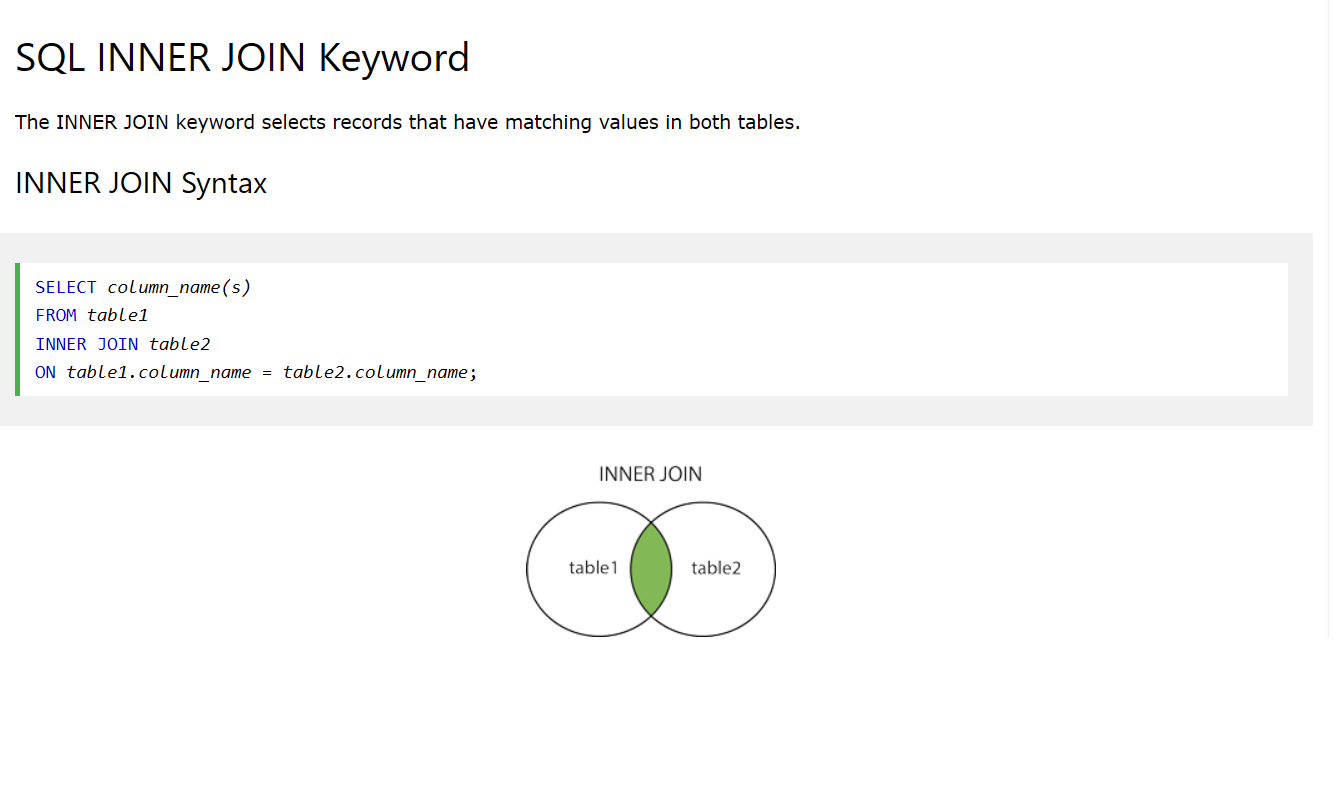 SQL INNER JOIN Keyword
The INNER JOIN keyword selects records that have matching values in both tables.
INNER JOIN Syntax
SELECT column_name(s)
FROM table1
INNER JOIN table2
ON table1.column_name = table2.column_name;
INNER JOIN
table1
table2